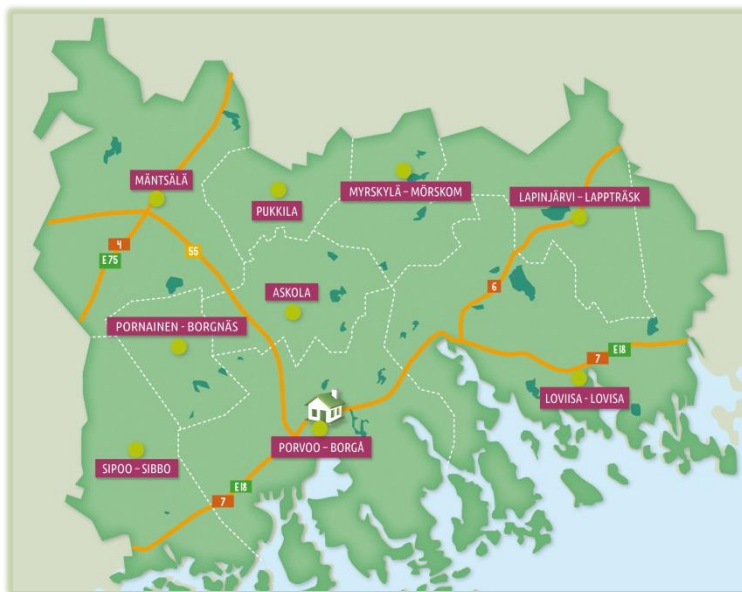 MYRSKYLÄ – MÖRSKOM
MÄNTSÄLÄ
LAPINJÄRVI – LAPPTRÄSK
PUKKILA
4
55
E75
6
ASKOLA
PORNAINEN - BORGNÄS
E18
7
LOVIISA - LOVISA
PORVOO – BORGÅ
SIPOO – SIBBO
E18
7